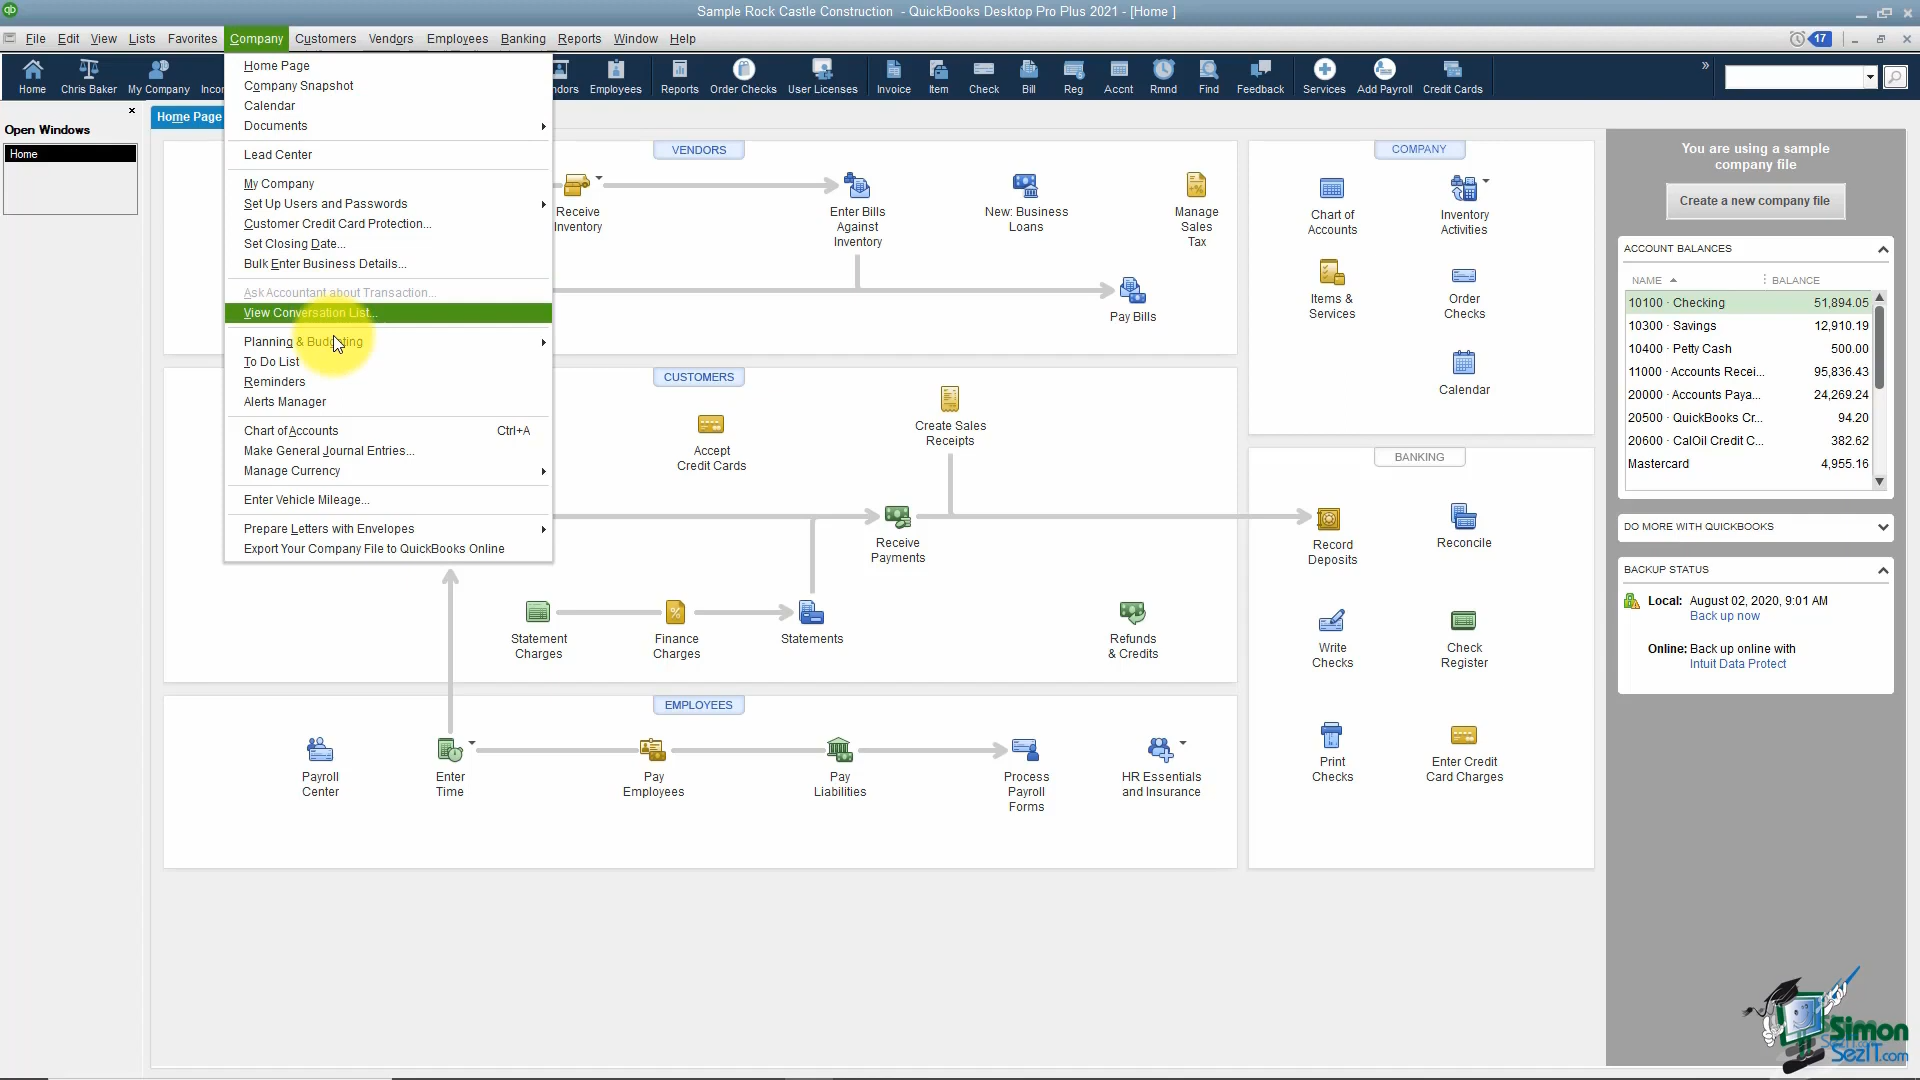 qb
Sample Rock Castle Construction - QuickBooks Desktop Pro Plus 2021 - [Home ]
File Edit View Lists Favorites Company Customers Vendors Employees Banking Reports Window Help
17
Home Chris Baker My Company Employees Reports Order Checks User Licenses Invoice Item Check Bill Reg Accnt Rmnd Find Feedback Services Add Payroll Credit Cards
Open Windows
Home
Home Page
Home Page
Company Snapshot
Calendar
Documents
Lead Center
My Company
Set Up Users and Passwords
Customer Credit Card Protection...
Set Closing Date...
Bulk Enter Business Details...
Ask Accountant about Transaction...
View Conversation List...
Planning & Budgeting
To Do List
Reminders
Alerts Manager
Chart of Accounts Ctrl+A
Make General Journal Entries...
Manage Currency
Enter Vehicle Mileage...
Prepare Letters with Envelopes
Export Your Company File to QuickBooks Online
VENDORS
Receive
Inventory
Enter Bills
Against
Inventory
New: Business
Loans
Manage
Sales
Tax
Pay Bills
CUSTOMERS
Accept
Credit Cards
Create Sales
Receipts
Receive
Payments
Statement
Charges
Finance
Charges
Statements
Refunds
& Credits
EMPLOYEES
Payroll
Center
Enter
Time
Pay
Employees
Pay
Liabilities
Process
Payroll
Forms
HR Essentials
and Insurance
COMPANY
Chart of
Accounts
Inventory
Activities
Items &
Services
Order
Checks
Calendar
BANKING
Record
Deposits
Reconcile
Write
Checks
Check
Register
Print
Checks
Enter Credit
Card Charges
You are using a sample
company file
Create a new company file
ACCOUNT BALANCES
NAME BALANCE
10100 · Checking 51,894.05
10300 · Savings 12,910.19
10400 · Petty Cash 500.00
11000 · Accounts Recei... 95,836.43
20000 · Accounts Paya... 24,269.24
20500 · QuickBooks Cr... 94.20
20600 · CalOil Credit C... 382.62
Mastercard 4,955.16
DO MORE WITH QUICKBOOKS
BACKUP STATUS
Local: August 02, 2020, 9:01 AM
Back up now
Online: Back up online with
Intuit Data Protect
Simon
SezIT.com